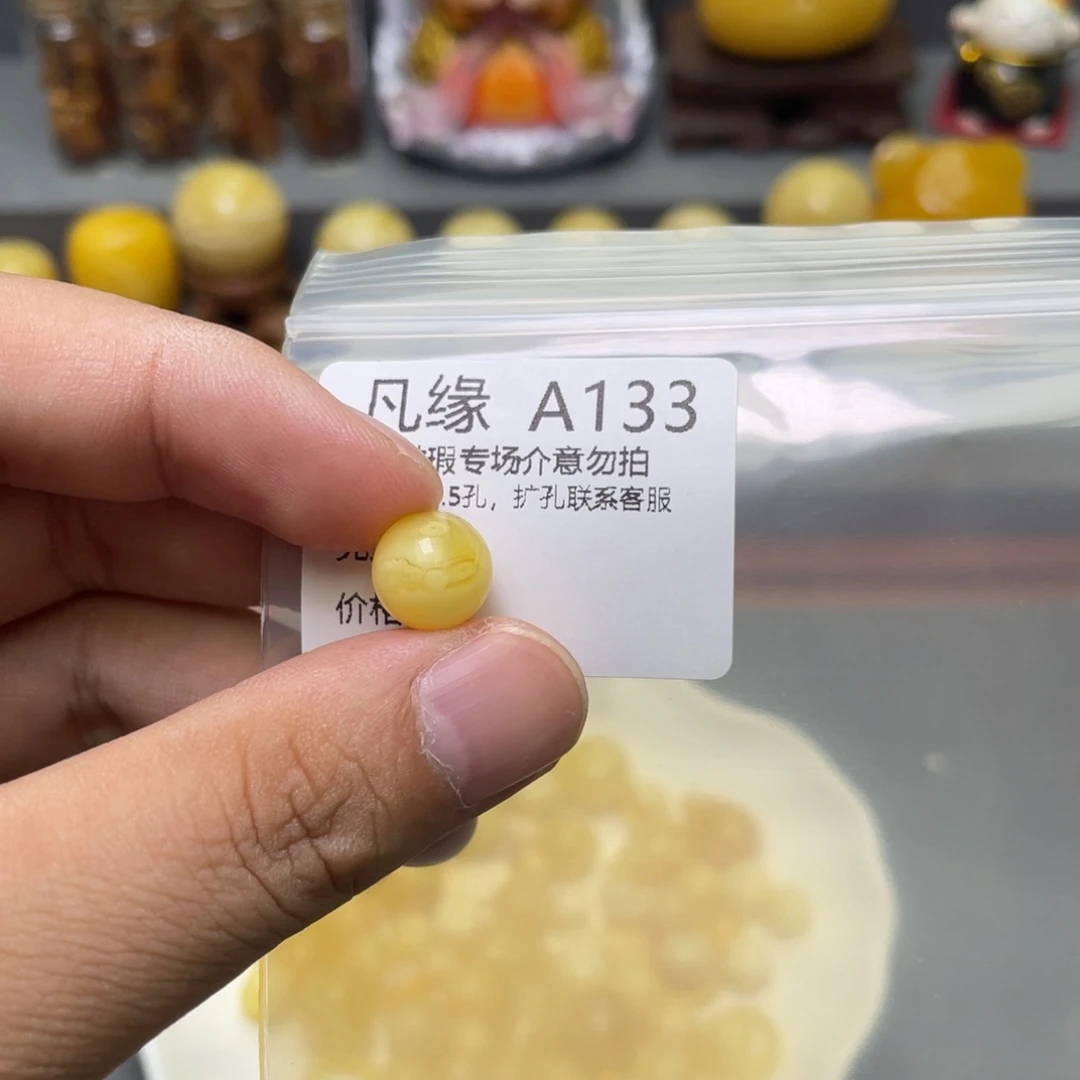 凡缘 A133
瑕专场介意勿拍
.5孔，扩孔联系客服
克
价格